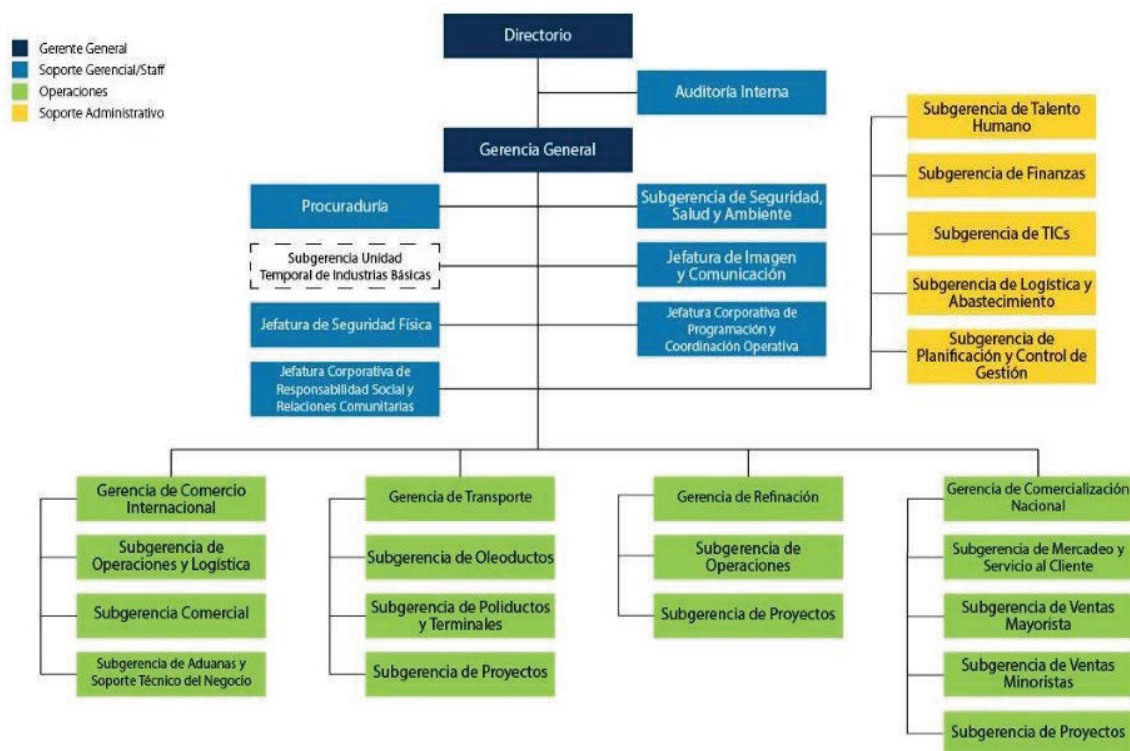 Gerente General
Soporte Gerencial/Staff
Operaciones
Soporte Administrativo
Directorio
Auditoría Interna
Gerencia General
Procuraduría
Subgerencia de Seguridad,
Salud y Ambiente
Subgerencia Unidad
Temporal de Industrias Básicas
Jefatura de Imagen
y Comunicación
Jefatura de Seguridad Física
Jefatura Corporativa de
Programación y
Coordinación Operativa
Jefatura Corporativa de
Responsabilidad Social y
Relaciones Comunitarias
Subgerencia de Talento
Humano
Subgerencia de Finanzas
Subgerencia de TICs
Subgerencia de Logística y
Abastecimiento
Subgerencia de
Planificación y Control de
Gestión
Gerencia de Comercio
Internacional
Subgerencia de
Operaciones y Logística
Subgerencia Comercial
Subgerencia de Aduanas y
Soporte Técnico del Negocio
Gerencia de Transporte
Subgerencia de Oleoductos
Subgerencia de Poliductos
y Terminales
Subgerencia de Proyectos
Gerencia de Refinación
Subgerencia de
Operaciones
Subgerencia de Proyectos
Gerencia de Comercialización
Nacional
Subgerencia de Mercadeo y
Servicio al Cliente
Subgerencia de Ventas
Mayorista
Subgerencia de Ventas
Minoristas
Subgerencia de Proyectos